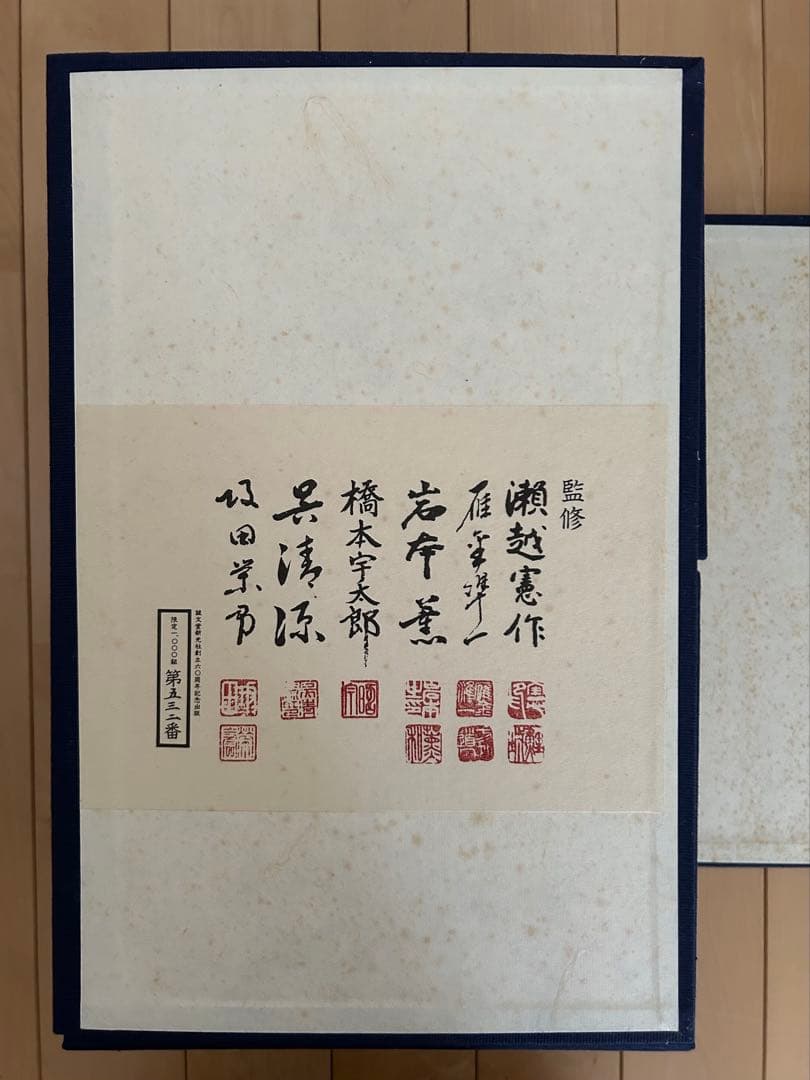 監修
瀬越憲作
雁金準一
岩本薫
橋本宇太郎
呉清源
坂田栄男
誠文堂新光社創立六〇周年記念出版
限定一、〇〇〇組
第五三二番